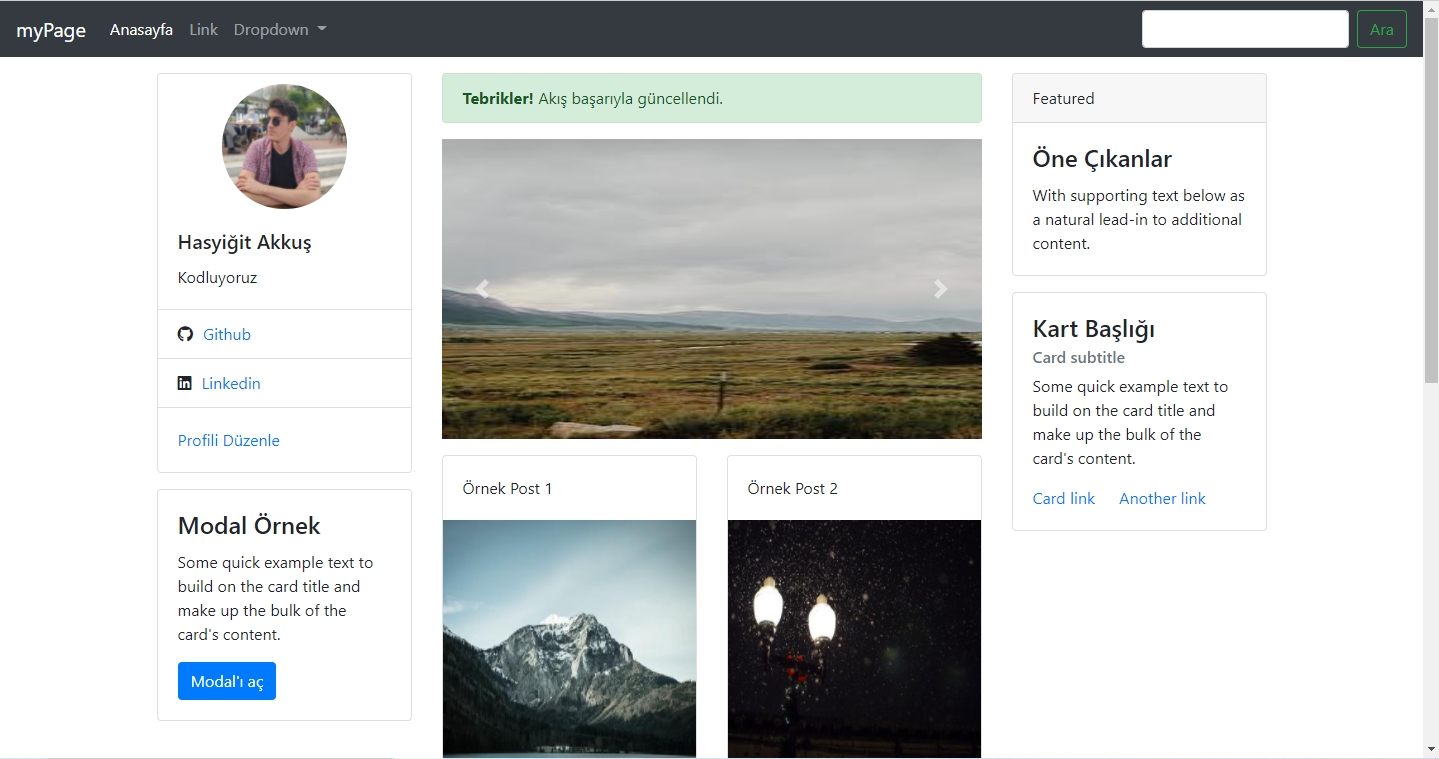 myPage Anasayfa Link Dropdown Ara
Hasyiğit Akkuş
Kodluyoruz
Github
Linkedin
Profili Düzenle
Modal Örnek
Some quick example text to
build on the card title and
make up the bulk of the
card's content.
Modal'ı aç
Tebrikler! Akış başarıyla güncellendi.
Örnek Post 1
Örnek Post 2
Featured
Öne Çıkanlar
With supporting text below as
a natural lead-in to additional
content.
Kart Başlığı
Card subtitle
Some quick example text to
build on the card title and
make up the bulk of the
card's content.
Card link Another link